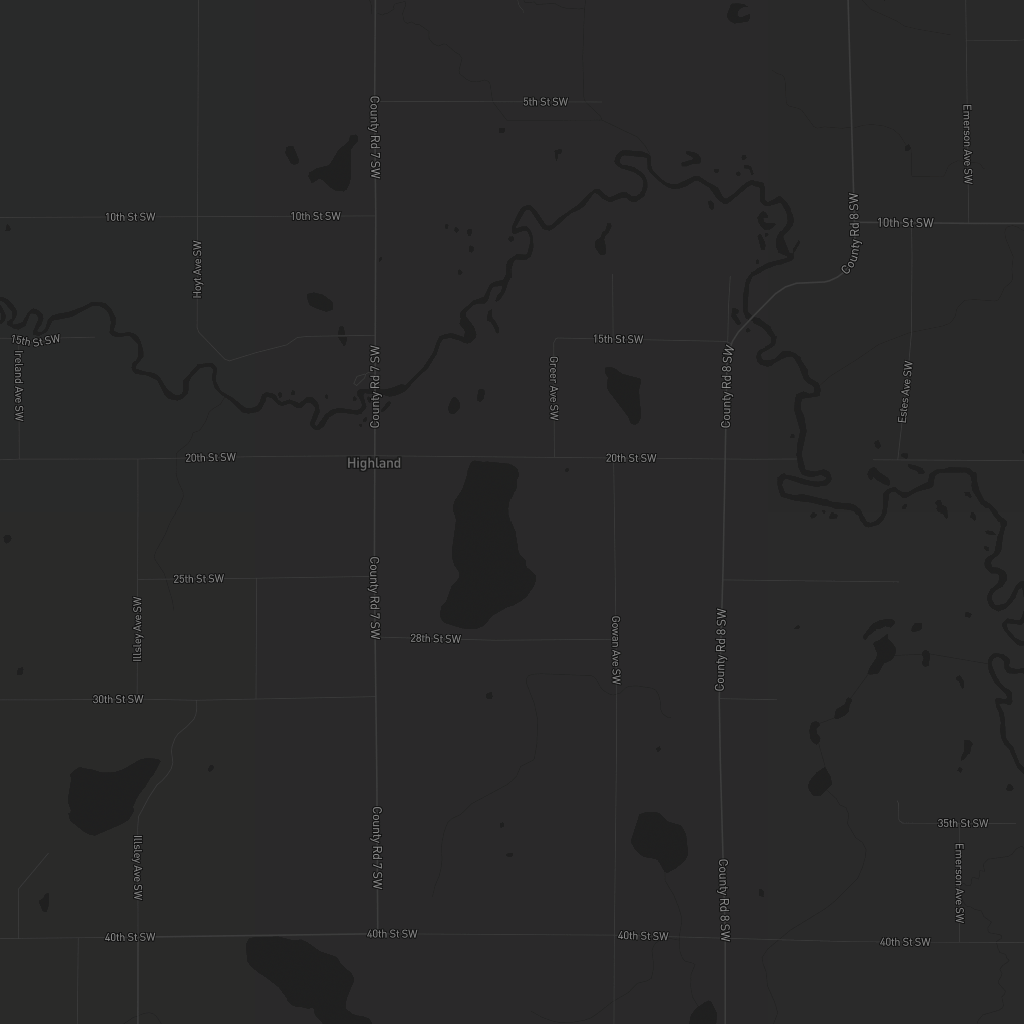 5th St SW
County Rd 7 SW
Emerson Ave SW
10th St SW
10th St SW
10th St SW
County Rd 8 SW
Hoyt Ave SW
15th St SW
15th St SW
Ireland Ave SW
County Rd 7 SW
Greer Ave SW
County Rd 8 SW
Estes Ave SW
20th St SW
Highland
20th St SW
25th St SW
County Rd 7 SW
Illsley Ave SW
28th St SW
Gowan Ave SW
County Rd 8 SW
30th St SW
35th St SW
Illsley Ave SW
County Rd 7 SW
County Rd 8 SW
Emerson Ave SW
40th St SW
40th St SW
40th St SW
40th St SW